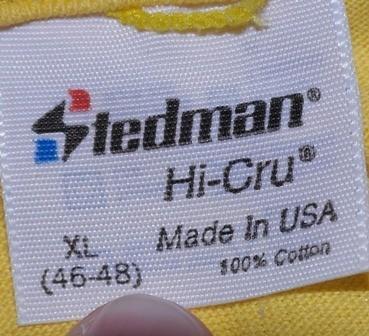 Stedman®
Hi-Cru®
XL
(46-48)
Made In USA
100% Cotton